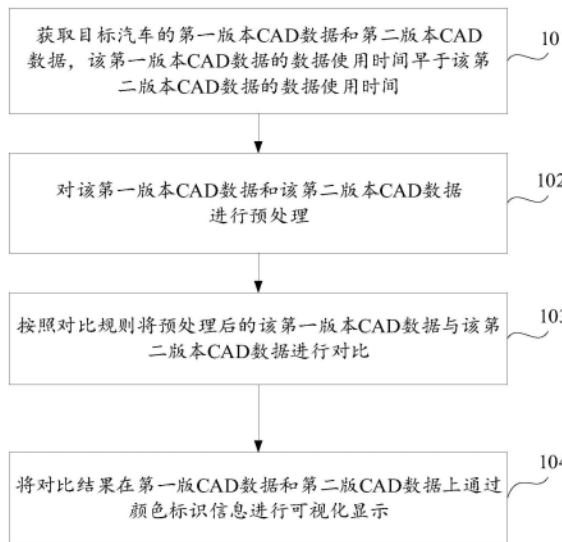 获取目标汽车的第一版本CAD数据和第二版本CAD
数据，该第一版本CAD数据的数据使用时间早于该第
二版本CAD数据的数据使用时间
10
对该第一版本CAD数据和该第二版本CAD数据
进行预处理
102
按照对比规则将预处理后的该第一版本CAD数据与该第
二版本CAD数据进行对比
103
将对比结果在第一版CAD数据和第二版CAD数据上通过
颜色标识信息进行可视化显示
104